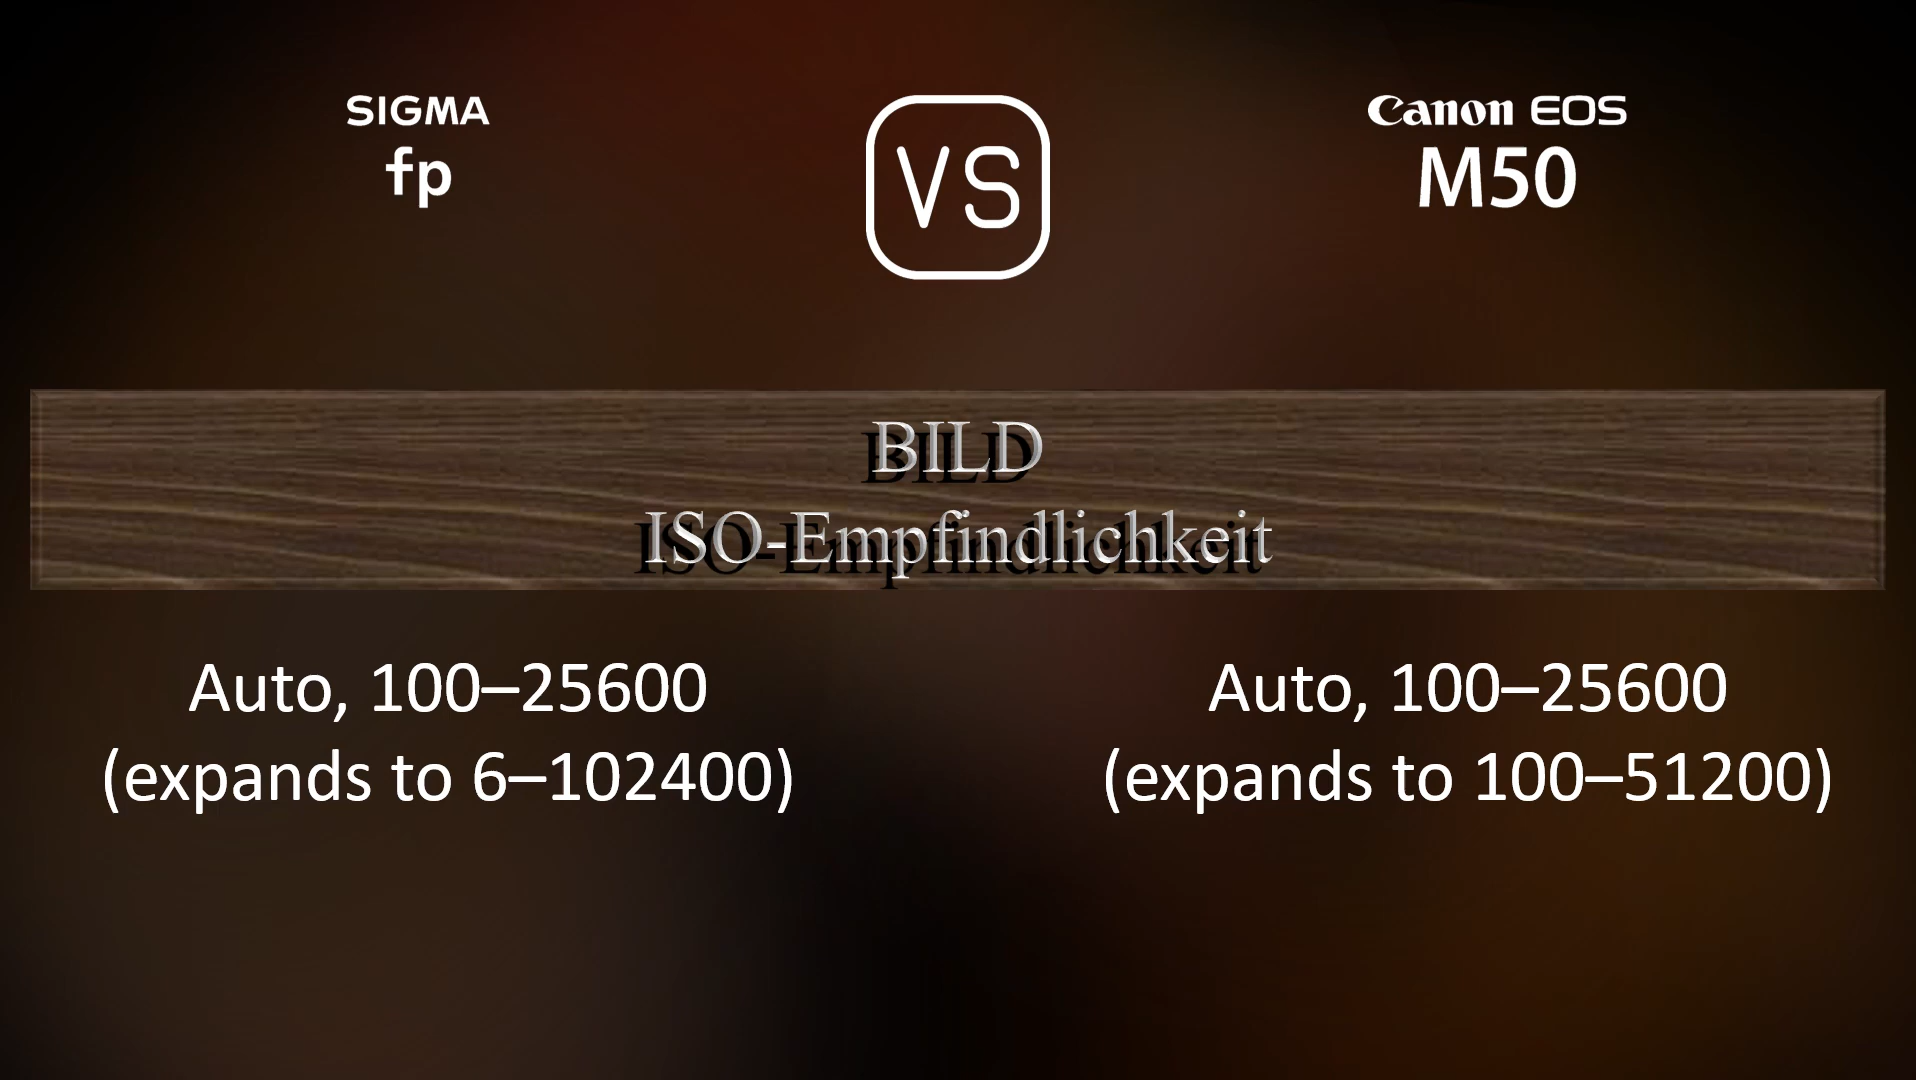 SIGMA
fp
VS
Canon EOS
M50
BILD
ISO-Empfindlichkeit
Auto, 100–25600
(expands to 6–102400)
Auto, 100–25600
(expands to 100–51200)